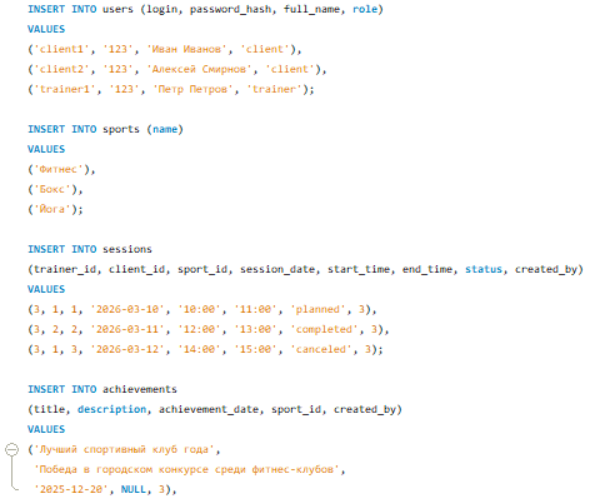 INSERT INTO users (login, password_hash, full_name, role)
VALUES
('client1', '123', 'Иван Иванов', 'client'),
('client2', '123', 'Алексей Смирнов', 'client'),
('trainer1', '123', 'Петр Петров', 'trainer');
INSERT INTO sports (name)
VALUES
('Фитнес'),
('Бокс'),
('Йога');
INSERT INTO sessions
(trainer_id, client_id, sport_id, session_date, start_time, end_time, status, created_by)
VALUES
(3, 1, 1, '2026-03-10', '10:00', '11:00', 'planned', 3),
(3, 2, 2, '2026-03-11', '12:00', '13:00', 'completed', 3),
(3, 1, 3, '2026-03-12', '14:00', '15:00', 'canceled', 3);
INSERT INTO achievements
(title, description, achievement_date, sport_id, created_by)
VALUES
('Лучший спортивный клуб года',
'Победа в городском конкурсе среди фитнес-клубов',
'2025-12-20', NULL, 3),